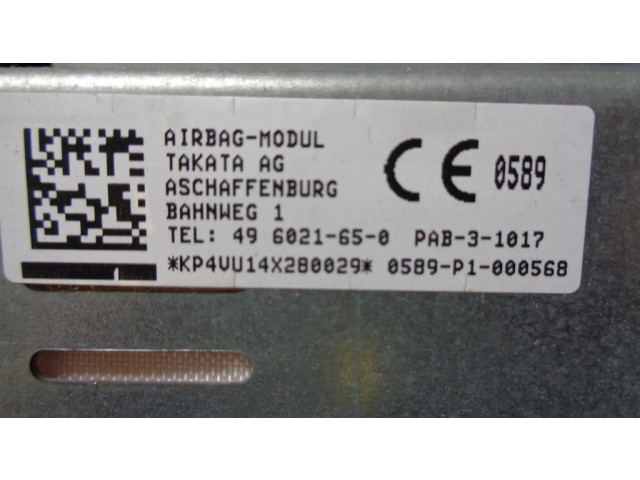 AIRBAG-MODUL
TAKATA AG
ASCHAFFENBURG
BAHNWEG 1
TEL: 49 6021-65-0 PAB-3-1017
*KP4VU14X280029* 0589-P1-000568
CE 0589